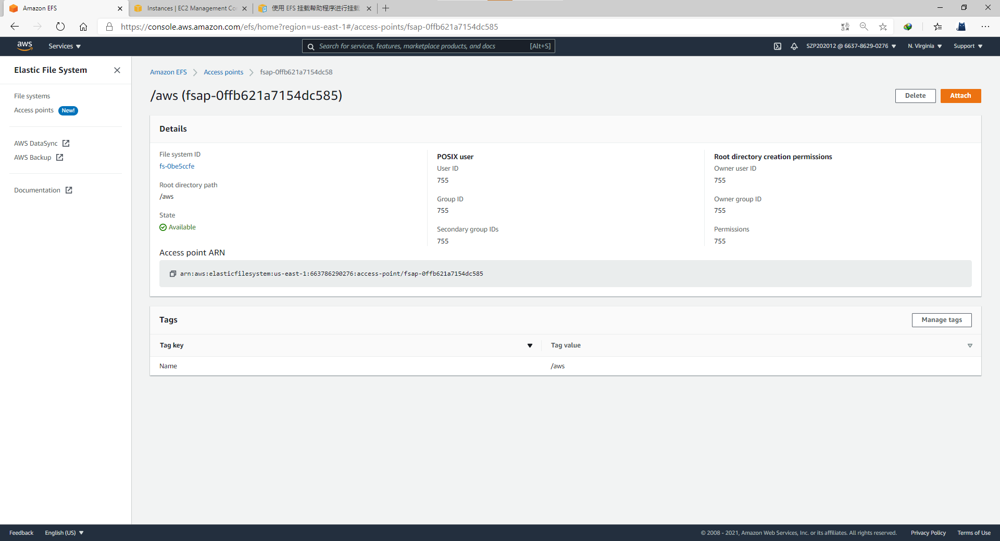 Amazon EFS
Instances | EC2 Management Co
使用 EFS 挂载帮助程序进行挂载
https://console.aws.amazon.com/efs/home?region=us-east-1#/access-points/fsap-0ffb621a7154dc585
aws
Services
Search for services, features, marketplace products, and docs
[Alt+S]
SZP202012 @ 6637-8629-0276
N. Virginia
Support
Elastic File System
File systems
Access points New!
AWS DataSync
AWS Backup
Documentation
Amazon EFS
Access points
fsap-0ffb621a7154dc58
/aws (fsap-0ffb621a7154dc585)
Delete
Attach
Details
File system ID
fs-0be5ccfe
Root directory path
/aws
State
Available
POSIX user
User ID
755
Group ID
755
Secondary group IDs
755
Root directory creation permissions
Owner user ID
755
Owner group ID
755
Permissions
755
Access point ARN
arn:aws:elasticfilesystem:us-east-1:663786290276:access-point/fsap-0ffb621a7154dc585
Tags
Manage tags
Tag key
Tag value
Name
/aws
Feedback
English (US)
© 2008 - 2021, Amazon Web Services, Inc. or its affiliates. All rights reserved.
Privacy Policy
Terms of Use